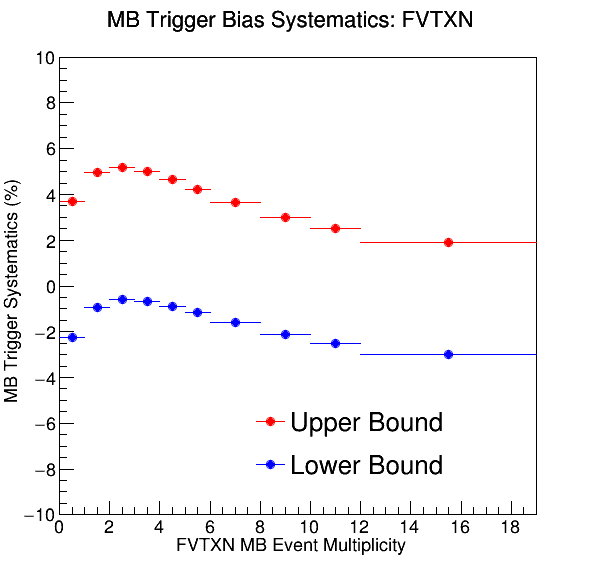 MB Trigger Bias Systematics: FVTXN
MB Trigger Systematics (%)
10
8
6
4
2
0
−2
−4
−6
−8
−10
Upper Bound
Lower Bound
0 2 4 6 8 10 12 14 16 18
FVTXN MB Event Multiplicity